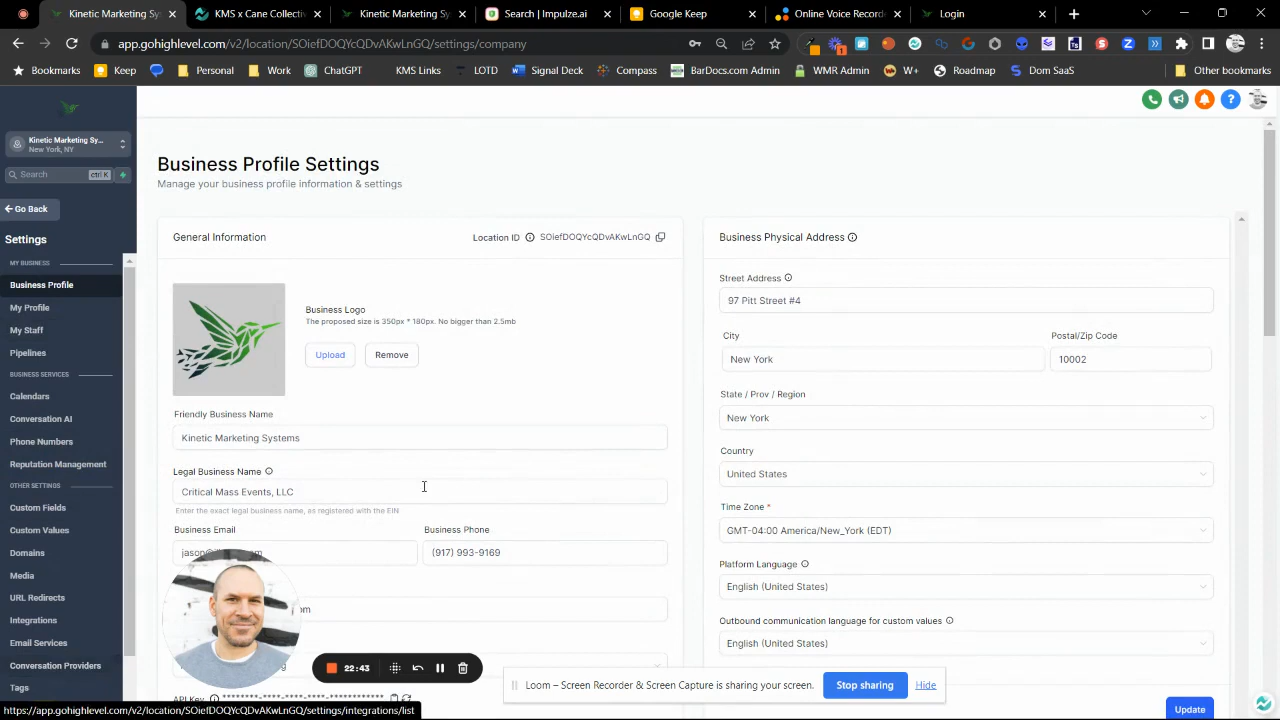 Kinetic Marketing Sy
KMS x Cane Collectiv
Kinetic Marketing Sy
Search | Impulze.ai
Google Keep
Online Voice Record
Login
app.gohighlevel.com/v2/location/SOiefDOQYcQDvAKwLnGQ/settings/company
Bookmarks
Keep
Personal
Work
ChatGPT
KMS Links
LOTD
Signal Deck
Compass
BarDocs.com Admin
WMR Admin
W+
Roadmap
Dom SaaS
Other bookmarks
Kinetic Marketing Sy...
New York, NY
Search
ctrl K
Go Back
Settings
MY BUSINESS
Business Profile
My Profile
My Staff
Pipelines
BUSINESS SERVICES
Calendars
Conversation AI
Phone Numbers
Reputation Management
OTHER SETTINGS
Custom Fields
Custom Values
Domains
Media
URL Redirects
Integrations
Email Services
Conversation Providers
Tags
Business Profile Settings
Manage your business profile information & settings
General Information
Location ID SOiefDOQYcQDvAKwLnGQ
Business Logo
The proposed size is 350px * 180px. No bigger than 2.5mb
Upload
Remove
Friendly Business Name
Kinetic Marketing Systems
Legal Business Name
Critical Mass Events, LLC
Enter the exact legal business name, as registered with the EIN
Business Email
Business Phone
(917) 993-9169
API Key
****-****-****-************
Business Physical Address
Street Address
97 Pitt Street #4
City
Postal/Zip Code
New York
10002
State / Prov / Region
New York
Country
United States
Time Zone *
GMT-04:00 America/New_York (EDT)
Platform Language
English (United States)
Outbound communication language for custom values
English (United States)
Update
22:43
Loom – Screen Recorder & Screen Capture is sharing your screen.
Stop sharing
Hide
https://app.gohighlevel.com/v2/location/SOiefDOQYcQDvAKwLnGQ/settings/integrations/list